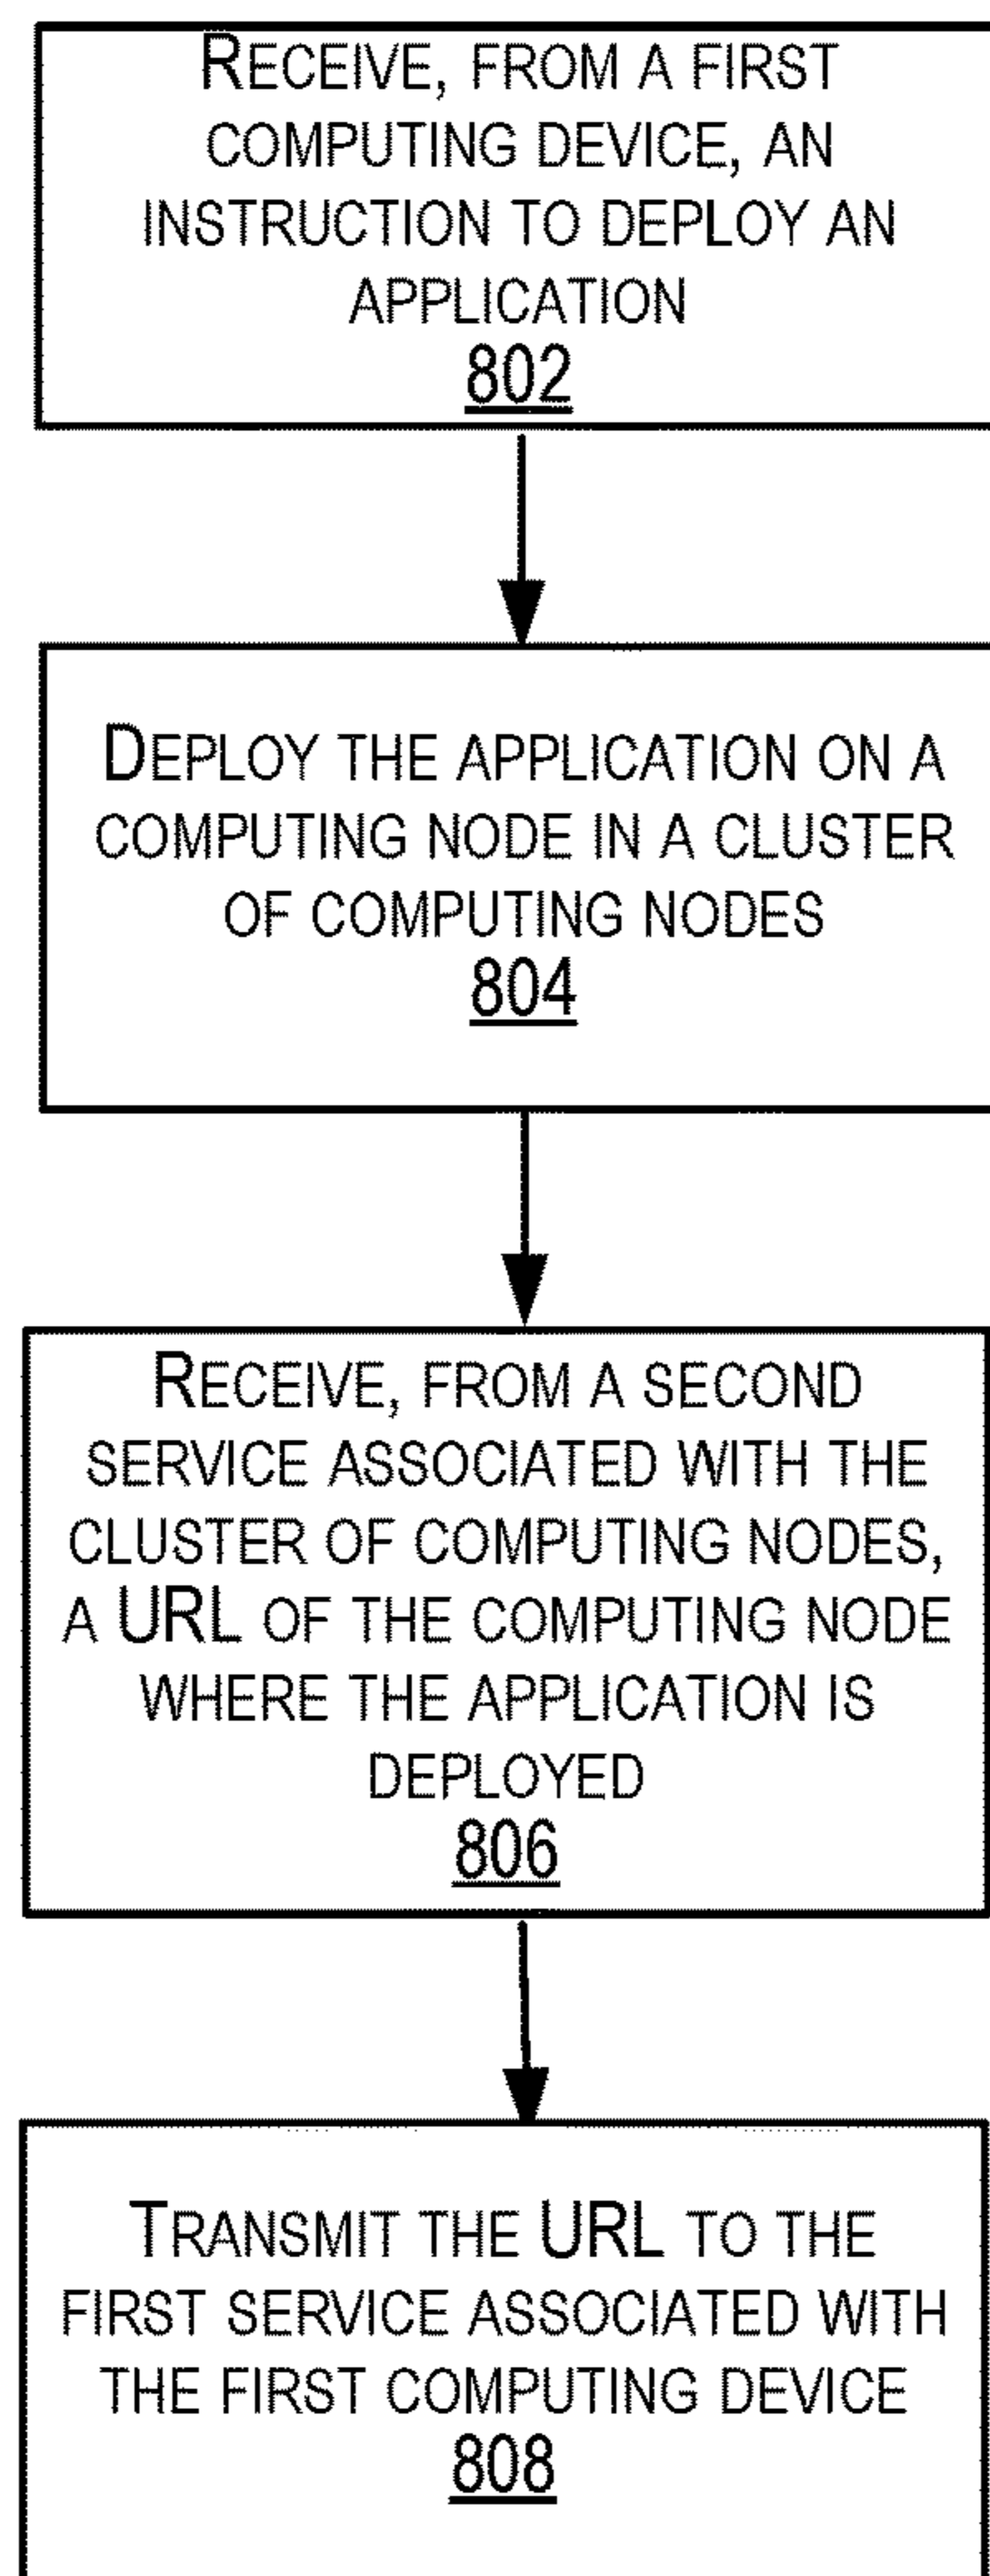 RECEIVE, FROM A FIRST
COMPUTING DEVICE, AN
INSTRUCTION TO DEPLOY AN
APPLICATION
802
DEPLOY THE APPLICATION ON A
COMPUTING NODE IN A CLUSTER
OF COMPUTING NODES
804
RECEIVE, FROM A SECOND
SERVICE ASSOCIATED WITH THE
CLUSTER OF COMPUTING NODES,
A URL OF THE COMPUTING NODE
WHERE THE APPLICATION IS
DEPLOYED
806
TRANSMIT THE URL TO THE
FIRST SERVICE ASSOCIATED WITH
THE FIRST COMPUTING DEVICE
808